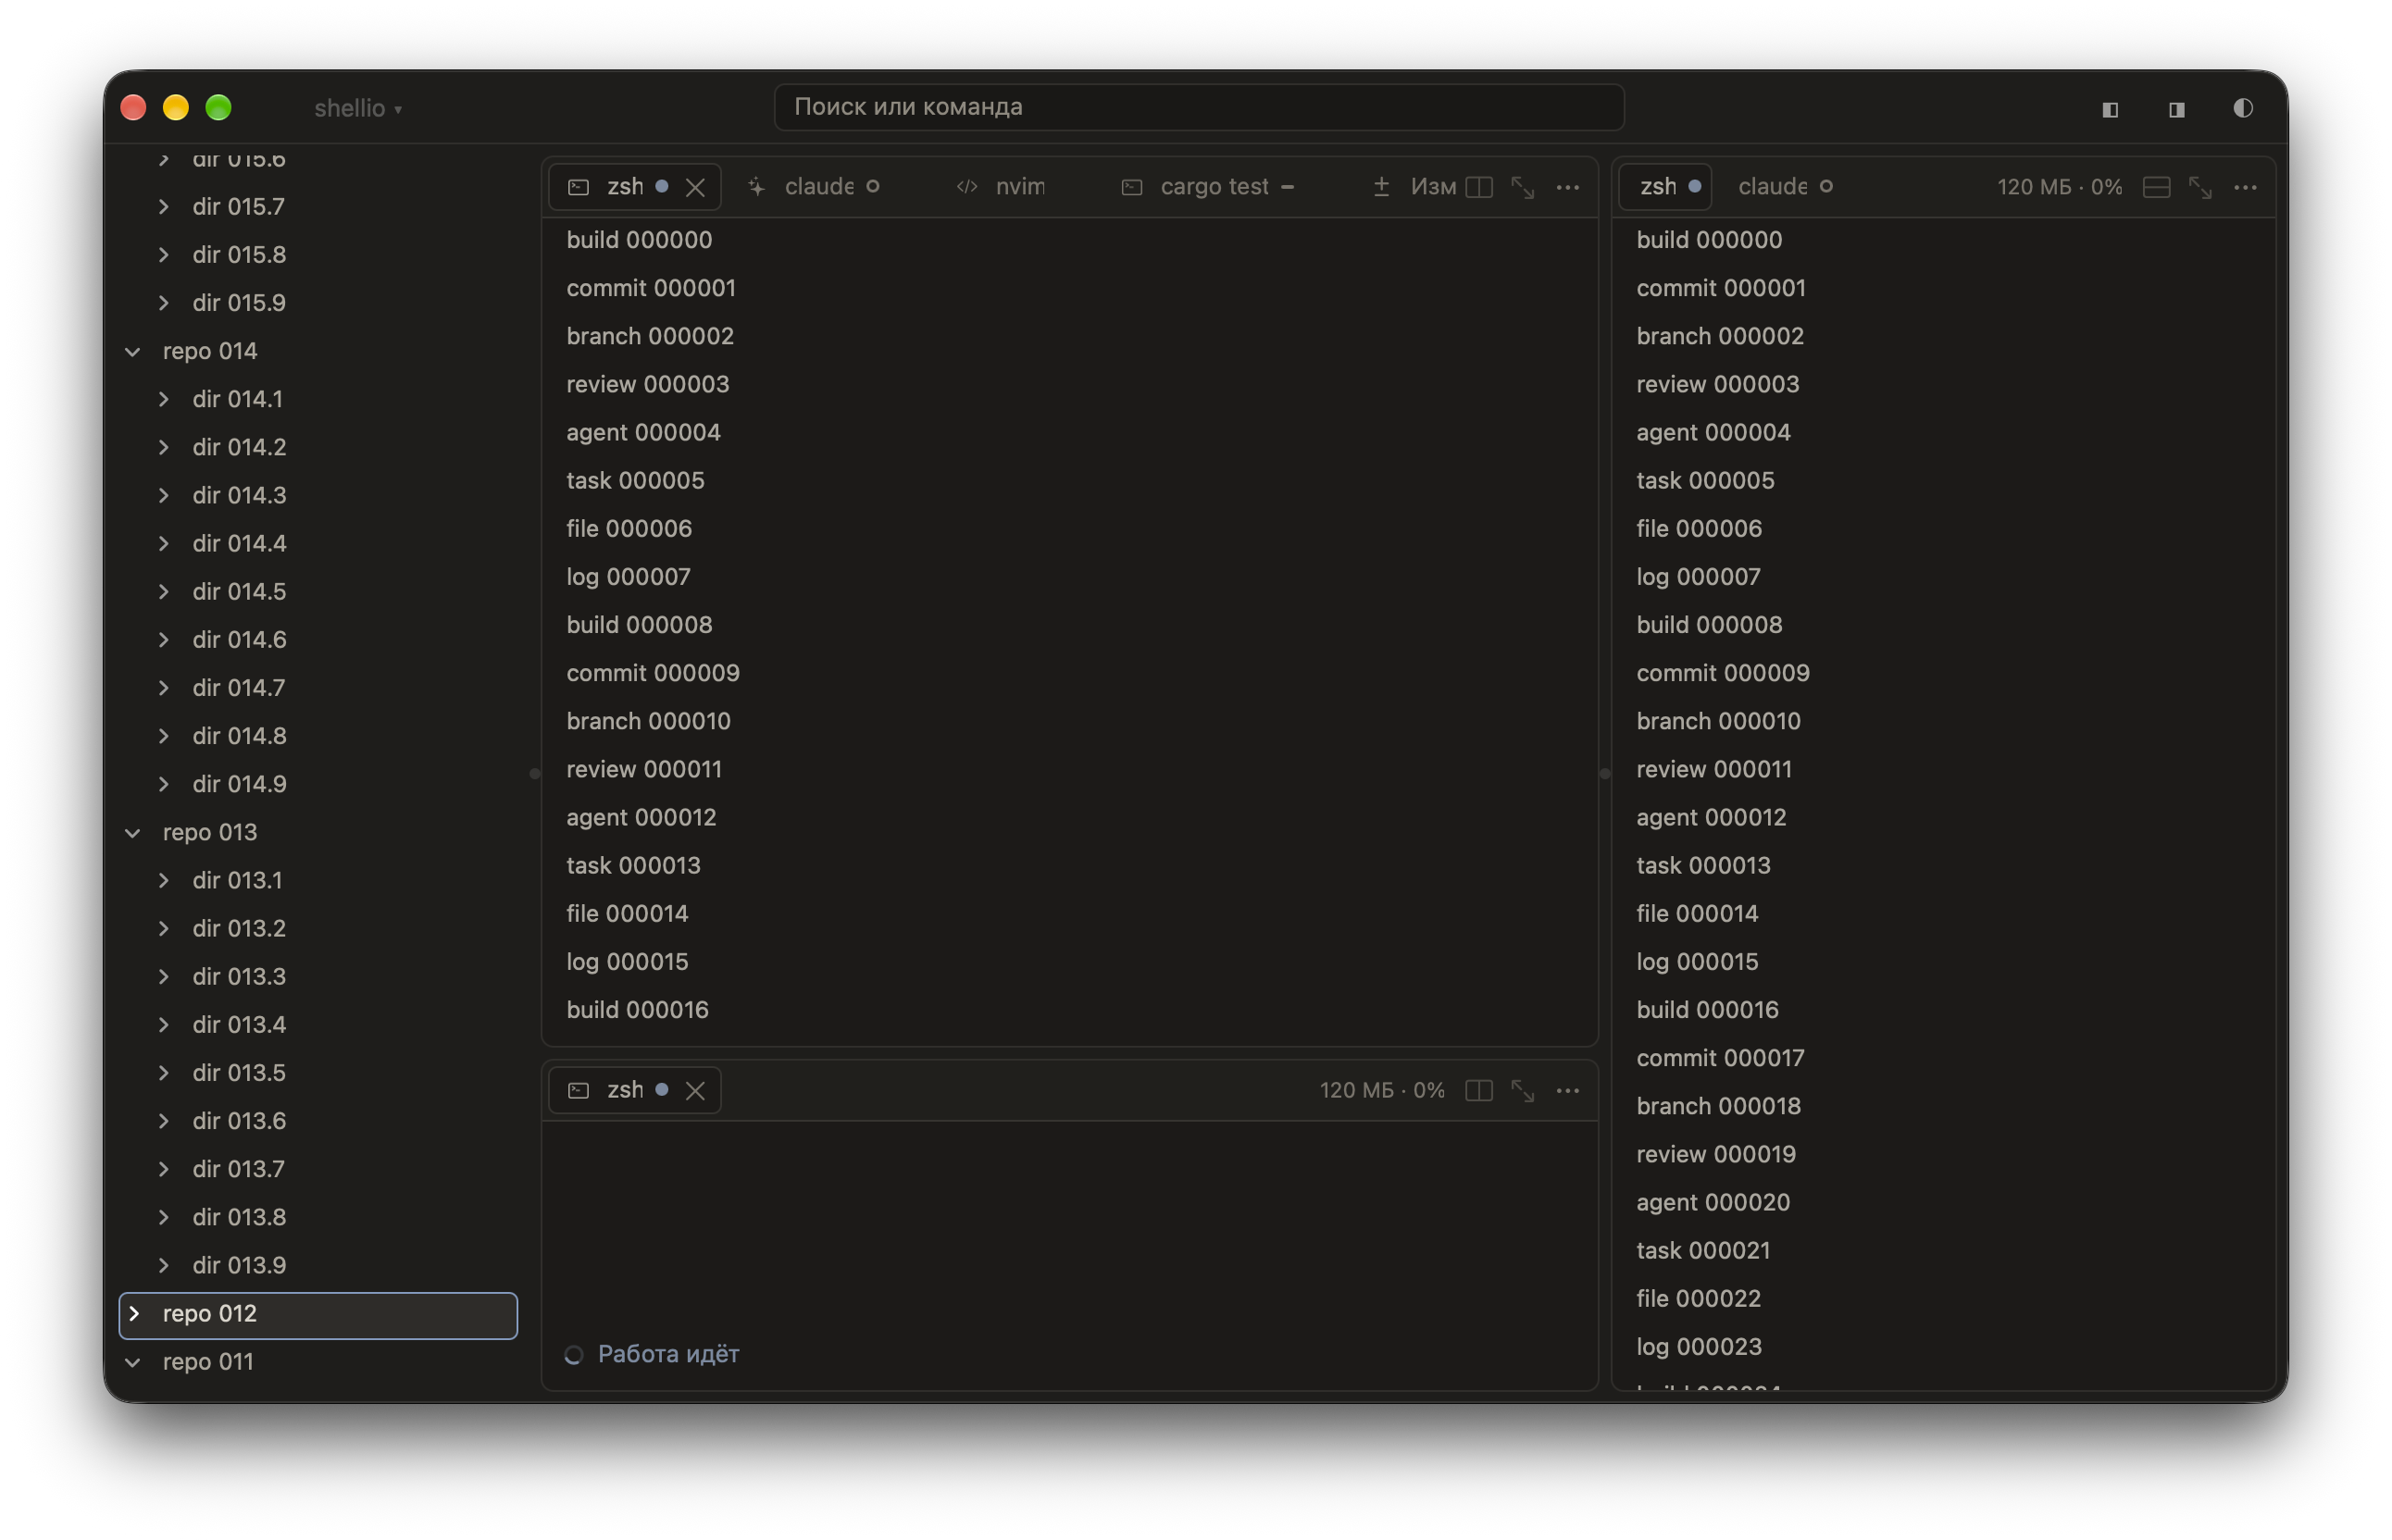 shellio
Поиск или команда
dir 015.6
dir 015.7
dir 015.8
dir 015.9
repo 014
dir 014.1
dir 014.2
dir 014.3
dir 014.4
dir 014.5
dir 014.6
dir 014.7
dir 014.8
dir 014.9
repo 013
dir 013.1
dir 013.2
dir 013.3
dir 013.4
dir 013.5
dir 013.6
dir 013.7
dir 013.8
dir 013.9
repo 012
repo 011
zsh claude nvim cargo test ± Изм
build 000000
commit 000001
branch 000002
review 000003
agent 000004
task 000005
file 000006
log 000007
build 000008
commit 000009
branch 000010
review 000011
agent 000012
task 000013
file 000014
log 000015
build 000016
zsh 120 МБ · 0%
Работа идёт
zsh claude 120 МБ · 0%
build 000000
commit 000001
branch 000002
review 000003
agent 000004
task 000005
file 000006
log 000007
build 000008
commit 000009
branch 000010
review 000011
agent 000012
task 000013
file 000014
log 000015
build 000016
commit 000017
branch 000018
review 000019
agent 000020
task 000021
file 000022
log 000023